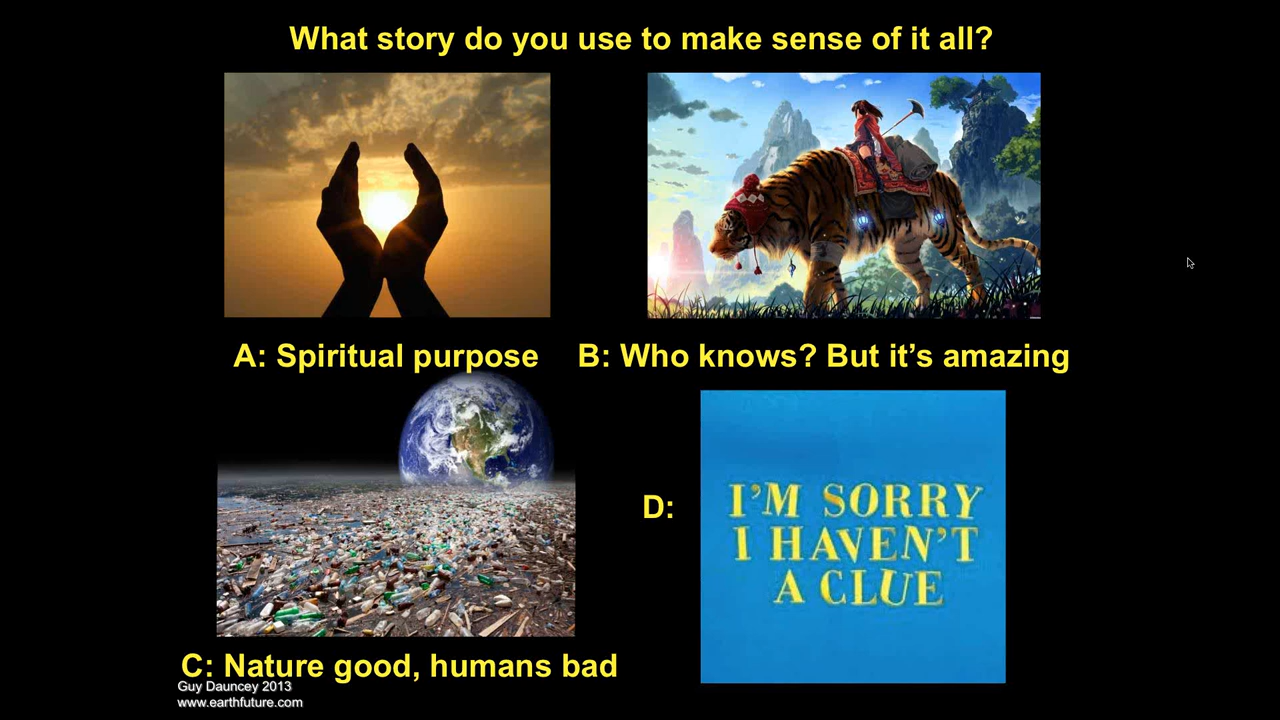 What story do you use to make sense of it all?
A: Spiritual purpose
B: Who knows? But it’s amazing
D:
I’M SORRY
I HAVEN’T
A CLUE
C: Nature good, humans bad
Guy Dauncey 2013
www.earthfuture.com